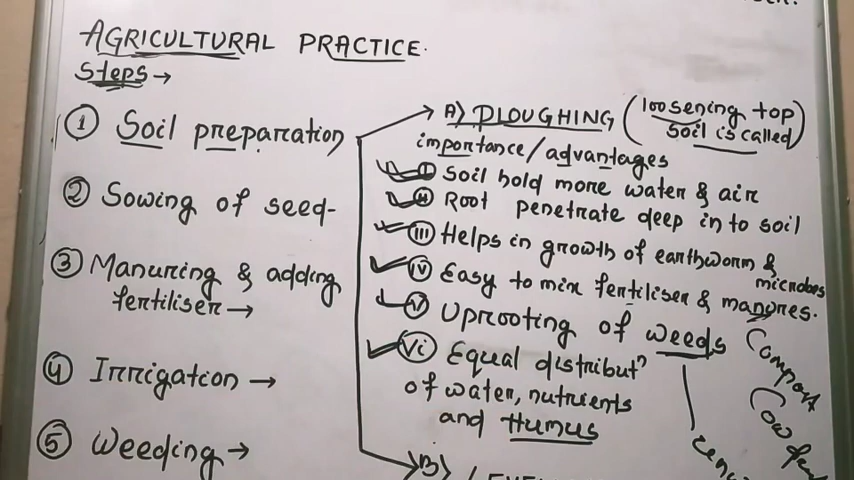 AGRICULTURAL PRACTICE.
Steps →
① Soil preparation
② Sowing of seed-
③ Manuring & adding
fertiliser →
④ Irrigation →
⑤ Weeding →
A) PLOUGHING (loosening top
soil is called)
importance/advantages
Ⓘ Soil hold more water & air
Ⓘⓘ Root penetrate deep in to soil
III Helps in growth of earthworm &
microbes
IV Easy to mix fertiliser & manures.
V Uprooting of weeds
Vi Equal distributⁿ
of water, nutrients
and Humus
B)
Compost
Cow